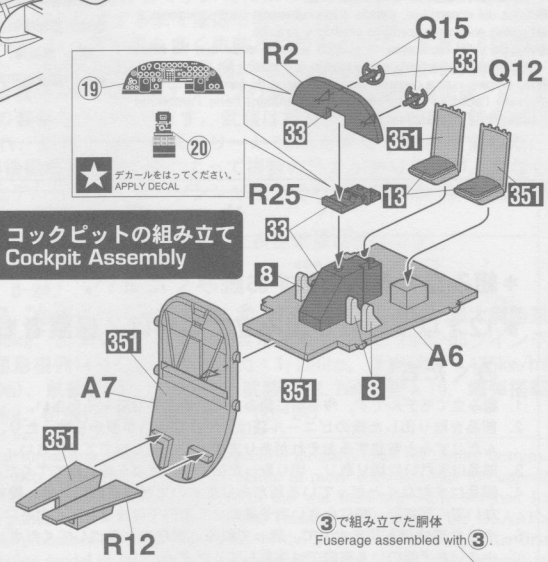 Q15
R2
33
Q12
19
33
351
20
デカールをはってください。
APPLY DECAL
R25
13
351
33
コックピットの組み立て
Cockpit Assembly
8
351
A6
351
8
A7
351
R12
③で組み立てた胴体
Fuserage assembled with ③.